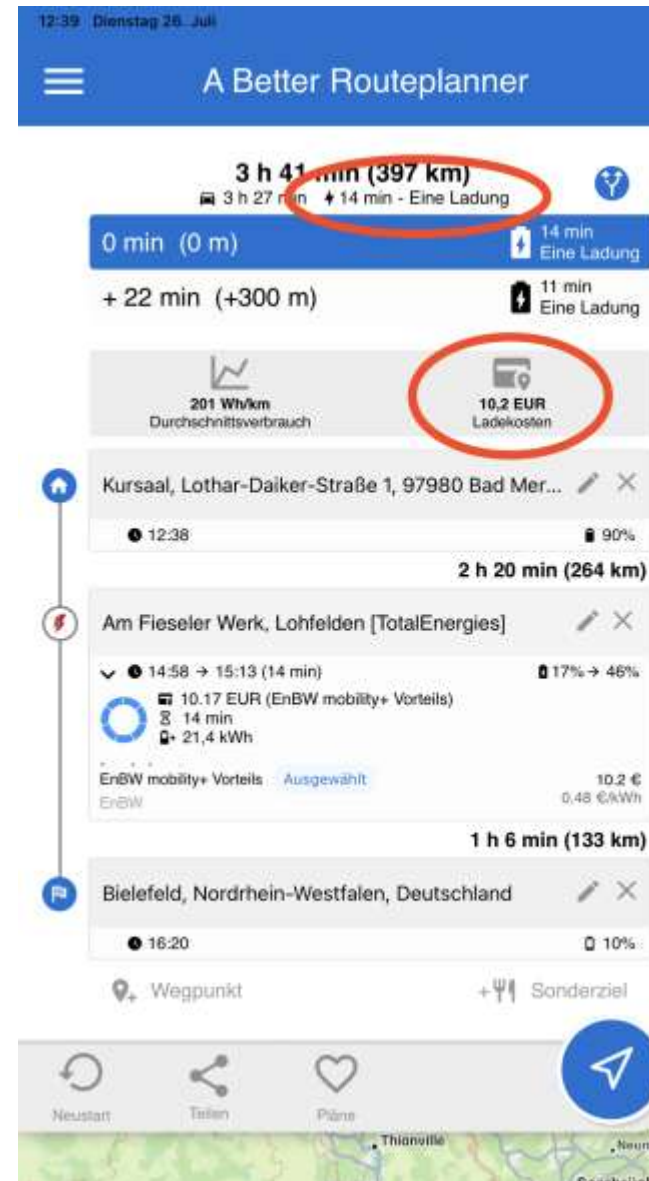 12:39 Dienstag 26. Juli
A Better Routeplanner
3 h 41 min (397 km)
3 h 27 min 14 min - Eine Ladung
0 min (0 m)
14 min
Eine Ladung
+ 22 min (+300 m)
11 min
Eine Ladung
201 Wh/km
Durchschnittsverbrauch
10,2 EUR
Ladekosten
Kursaal, Lothar-Daiker-Straße 1, 97980 Bad Mer...
12:38 90%
2 h 20 min (264 km)
Am Fieseler Werk, Lohfelden [TotalEnergies]
14:58 → 15:13 (14 min) 17% → 46%
10.17 EUR (EnBW mobility+ Vorteils)
14 min
21,4 kWh
EnBW mobility+ Vorteils Ausgewählt 10.2 €
EnBW 0.48 €/kWh
1 h 6 min (133 km)
Bielefeld, Nordrhein-Westfalen, Deutschland
16:20 10%
Wegpunkt + Sonderziel
Neustart Teilen Pläne
Thionville